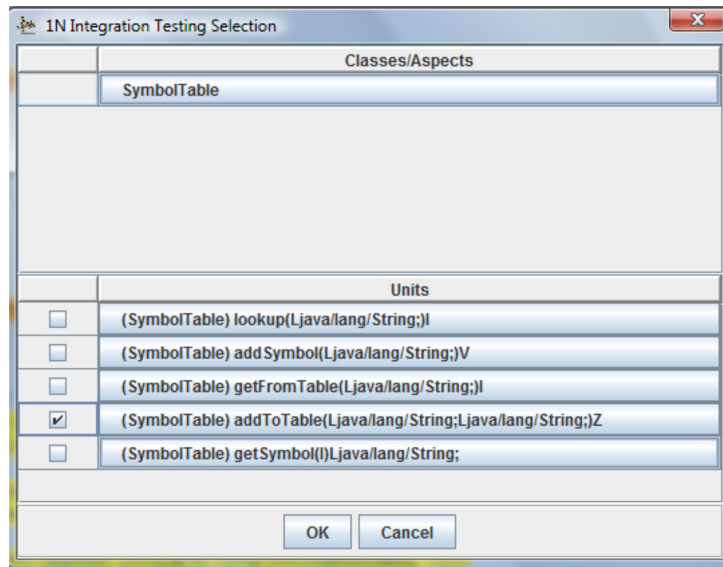 1N Integration Testing Selection
Classes/Aspects
SymbolTable
Units
(SymbolTable) lookup(Ljava/lang/String;)I
(SymbolTable) addSymbol(Ljava/lang/String;)V
(SymbolTable) getFromTable(Ljava/lang/String;)I
(SymbolTable) addToTable(Ljava/lang/String;Ljava/lang/String;)Z
(SymbolTable) getSymbol(I)Ljava/lang/String;
OK Cancel